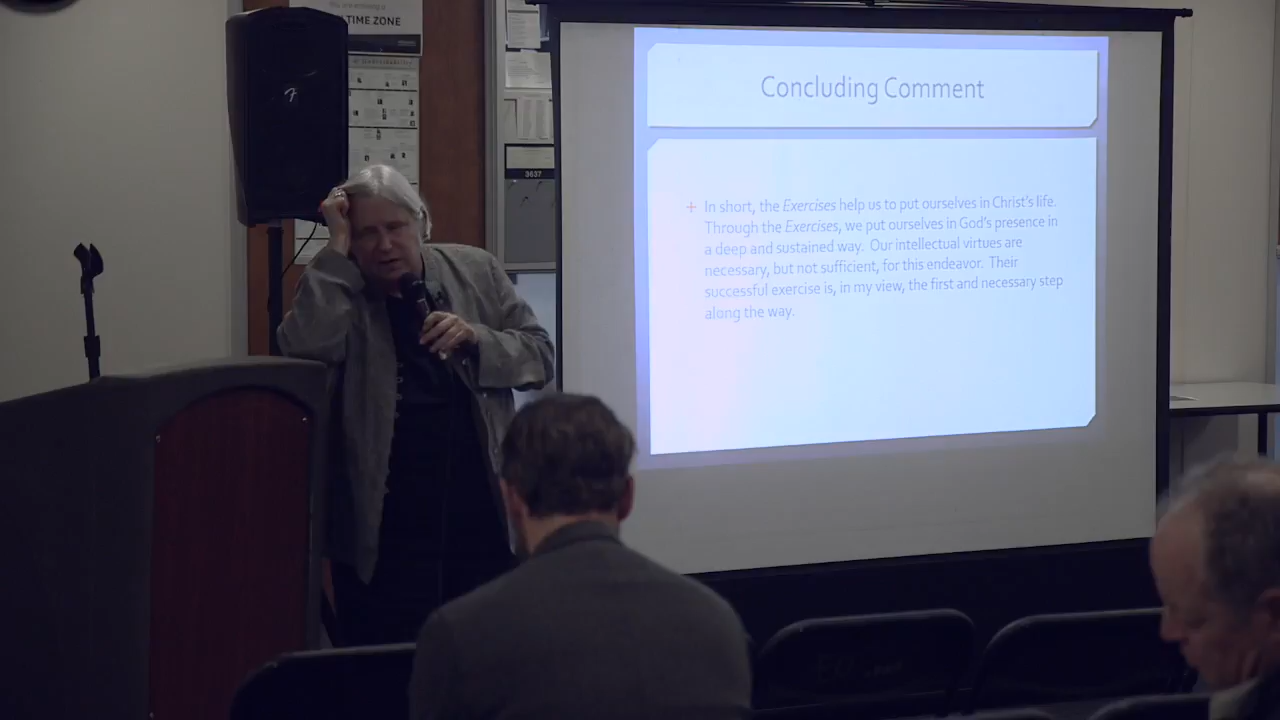 TIME ZONE
3637
Concluding Comment
In short, the Exercises help us to put ourselves in Christ's life.
Through the Exercises, we put ourselves in God's presence in
a deep and sustained way. Our intellectual virtues are
necessary, but not sufficient, for this endeavor. Their
successful exercise is, in my view, the first and necessary step
along the way.